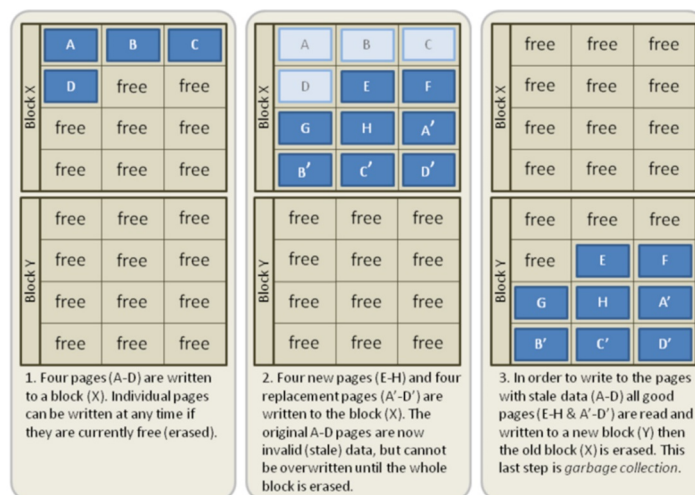 Block X
A B C
D free free
free free free
free free free
Block Y
free free free
free free free
free free free
free free free
1. Four pages (A-D) are written
to a block (X). Individual pages
can be written at any time if
they are currently free (erased).
Block X
A B C
D E F
G H A′
B′ C′ D′
Block Y
free free free
free free free
free free free
free free free
2. Four new pages (E-H) and four
replacement pages (A′-D′) are
written to the block (X). The
original A-D pages are now
invalid (stale) data, but cannot
be overwritten until the whole
block is erased.
Block X
free free free
free free free
free free free
free free free
Block Y
free free free
free E F
G H A′
B′ C′ D′
3. In order to write to the pages
with stale data (A-D) all good
pages (E-H & A′-D′) are read and
written to a new block (Y) then
the old block (X) is erased. This
last step is garbage collection.